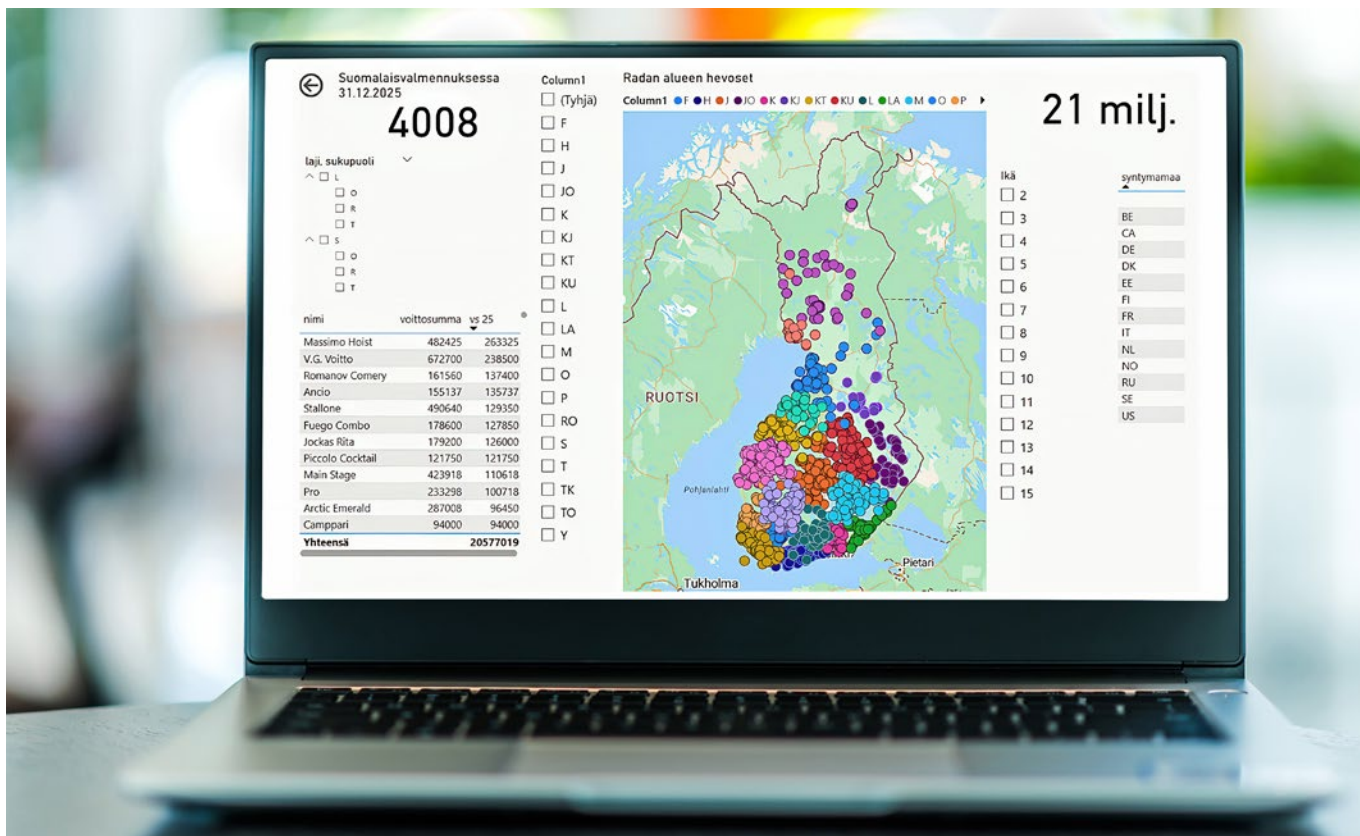 Suomalaisvalmennuksessa
31.12.2025
4008
laji, sukupuoli
L
O
R
T
S
O
R
T
nimi voittosumma vs 25
Massimo Hoist 482425 263325
V.G. Voitto 672700 238500
Romanov Comery 161560 137400
Ancio 155137 135737
Stallone 490640 129350
Fuego Combo 178600 127850
Jockas Rita 179200 126000
Piccolo Cocktail 121750 121750
Main Stage 423918 110618
Pro 233298 100718
Arctic Emerald 287008 96450
Camppari 94000 94000
Yhteensä 20577019
Column1
(Tyhjä)
F
H
J
JO
K
KJ
KT
KU
L
LA
M
O
P
RO
S
T
TK
TO
Y
Radan alueen hevoset
Column1 F H J JO K KJ KT KU L LA M O P
RUOTSI
Pohjanlahti
Pietari
Tukholma
21 milj.
Ikä
2
3
4
5
6
7
8
9
10
11
12
13
14
15
syntymamaa
BE
CA
DE
DK
EE
FI
FR
IT
NL
NO
RU
SE
US